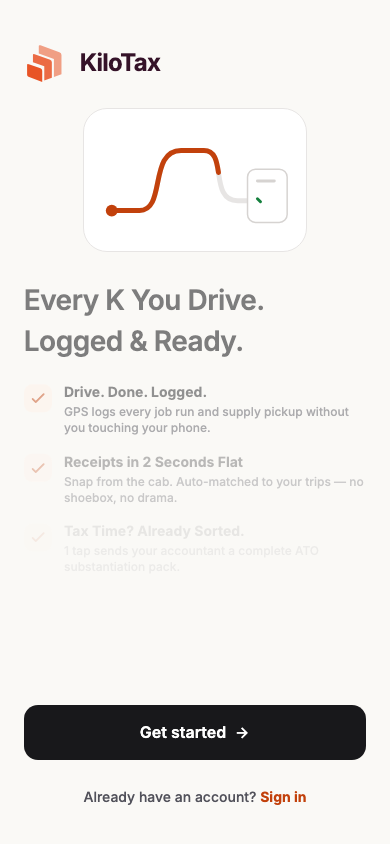 KiloTax
Every K You Drive.
Logged & Ready.
Drive. Done. Logged.
GPS logs every job run and supply pickup without
you touching your phone.
Receipts in 2 Seconds Flat
Snap from the cab. Auto-matched to your trips — no
shoebox, no drama.
Tax Time? Already Sorted.
1 tap sends your accountant a complete ATO
substantiation pack.
Get started →
Already have an account? Sign in